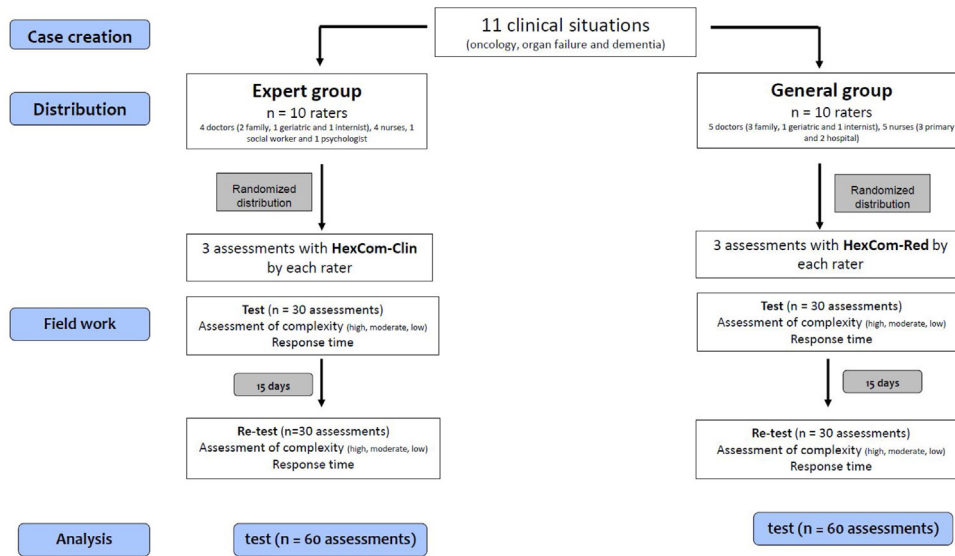 Case creation
11 clinical situations
(oncology, organ failure and dementia)
Distribution
Expert group
n = 10 raters
4 doctors (2 family, 1 geriatric and 1 internist), 4 nurses, 1
social worker and 1 psychologist
General group
n = 10 raters
5 doctors (3 family, 1 geriatric and 1 internist), 5 nurses (3 primary
and 2 hospital)
Randomized
distribution
Randomized
distribution
3 assessments with HexCom-Clin
by each rater
3 assessments with HexCom-Red by
each rater
Field work
Test (n = 30 assessments)
Assessment of complexity (high, moderate, low)
Response time
Test (n = 30 assessments)
Assessment of complexity (high, moderate, low)
Response time
15 days
15 days
Re-test (n=30 assessments)
Assessment of complexity (high, moderate, low)
Response time
Re-test (n = 30 assessments)
Assessment of complexity (high, moderate, low)
Response time
Analysis
test (n = 60 assessments)
test (n = 60 assessments)